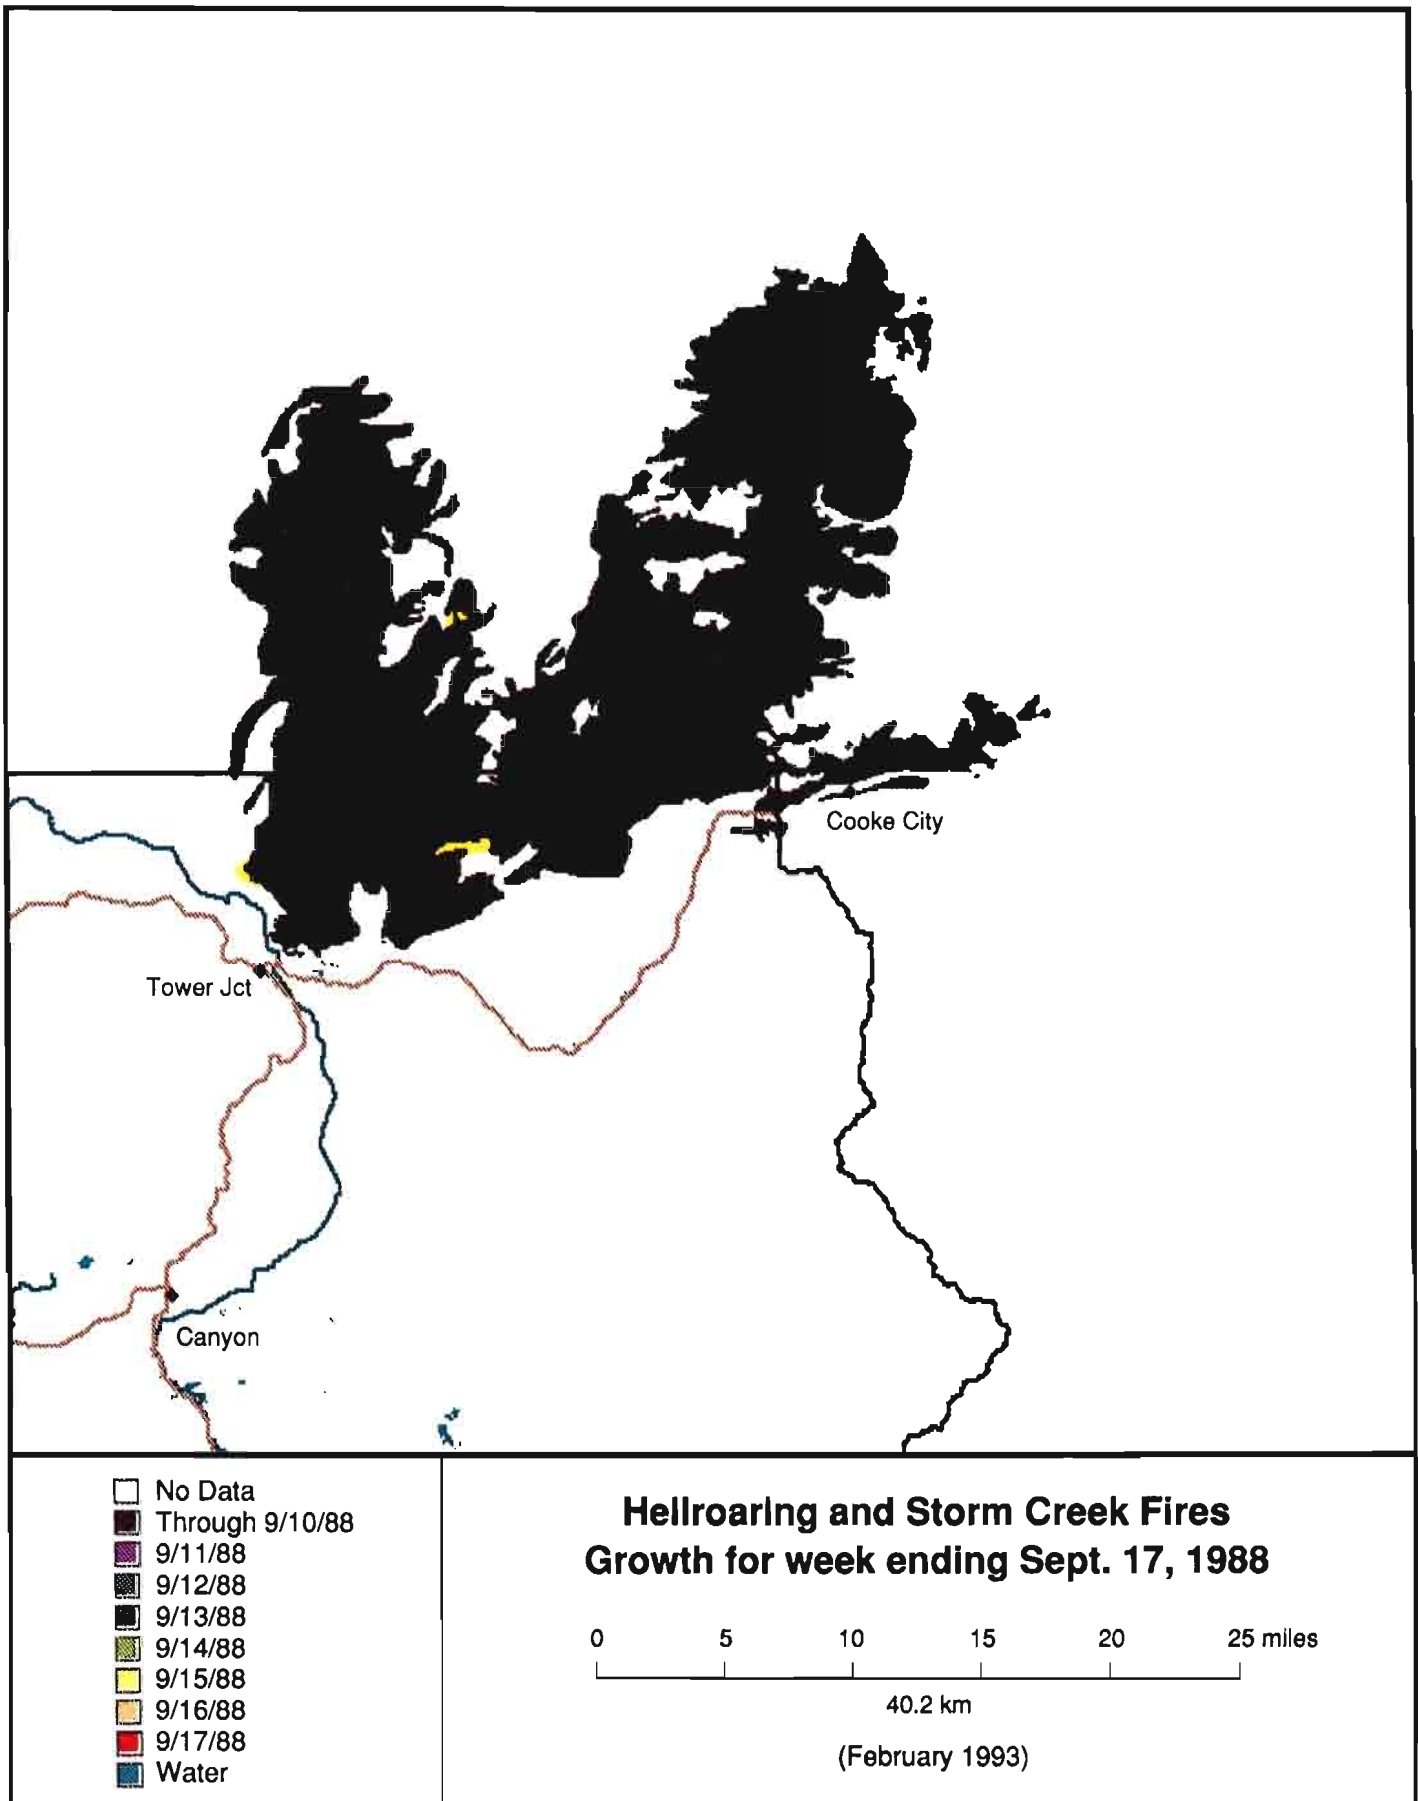 Cooke City
Tower Jct
Canyon
No Data
Through 9/10/88
9/11/88
9/12/88
9/13/88
9/14/88
9/15/88
9/16/88
9/17/88
Water
Hellroaring and Storm Creek Fires
Growth for week ending Sept. 17, 1988
0 5 10 15 20 25 miles
40.2 km
(February 1993)